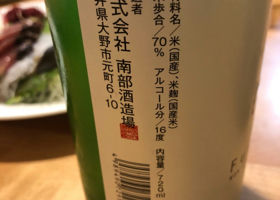 料名／米(国産)、米麹(国産米)
歩合／70% アルコール分／16度
内容量／720ml
者
式会社 南部酒造場
井県大野市元町6-10